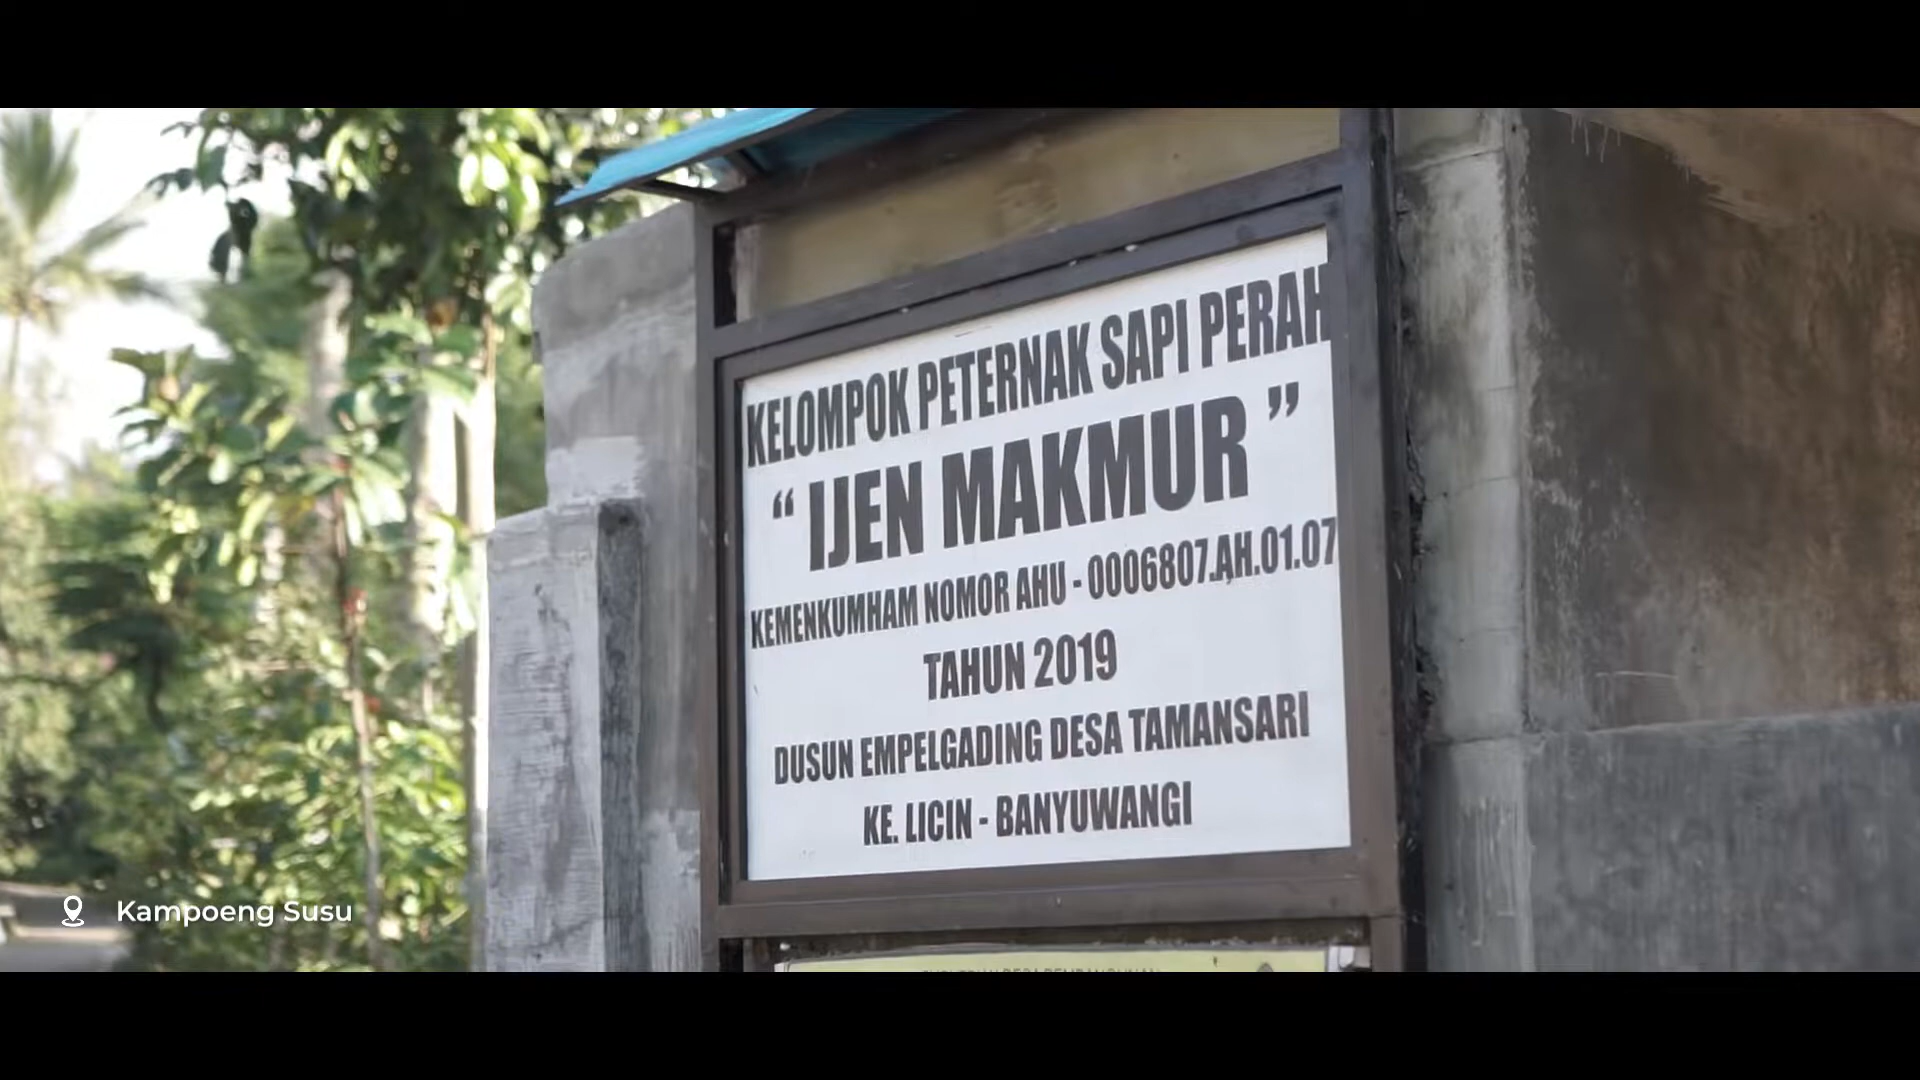 KELOMPOK PETERNAK SAPI PERAH
“ IJEN MAKMUR ”
KEMENKUMHAM NOMOR AHU - 0006807.AH.01.07
TAHUN 2019
DUSUN EMPELGADING DESA TAMANSARI
KE. LICIN - BANYUWANGI
Kampoeng Susu